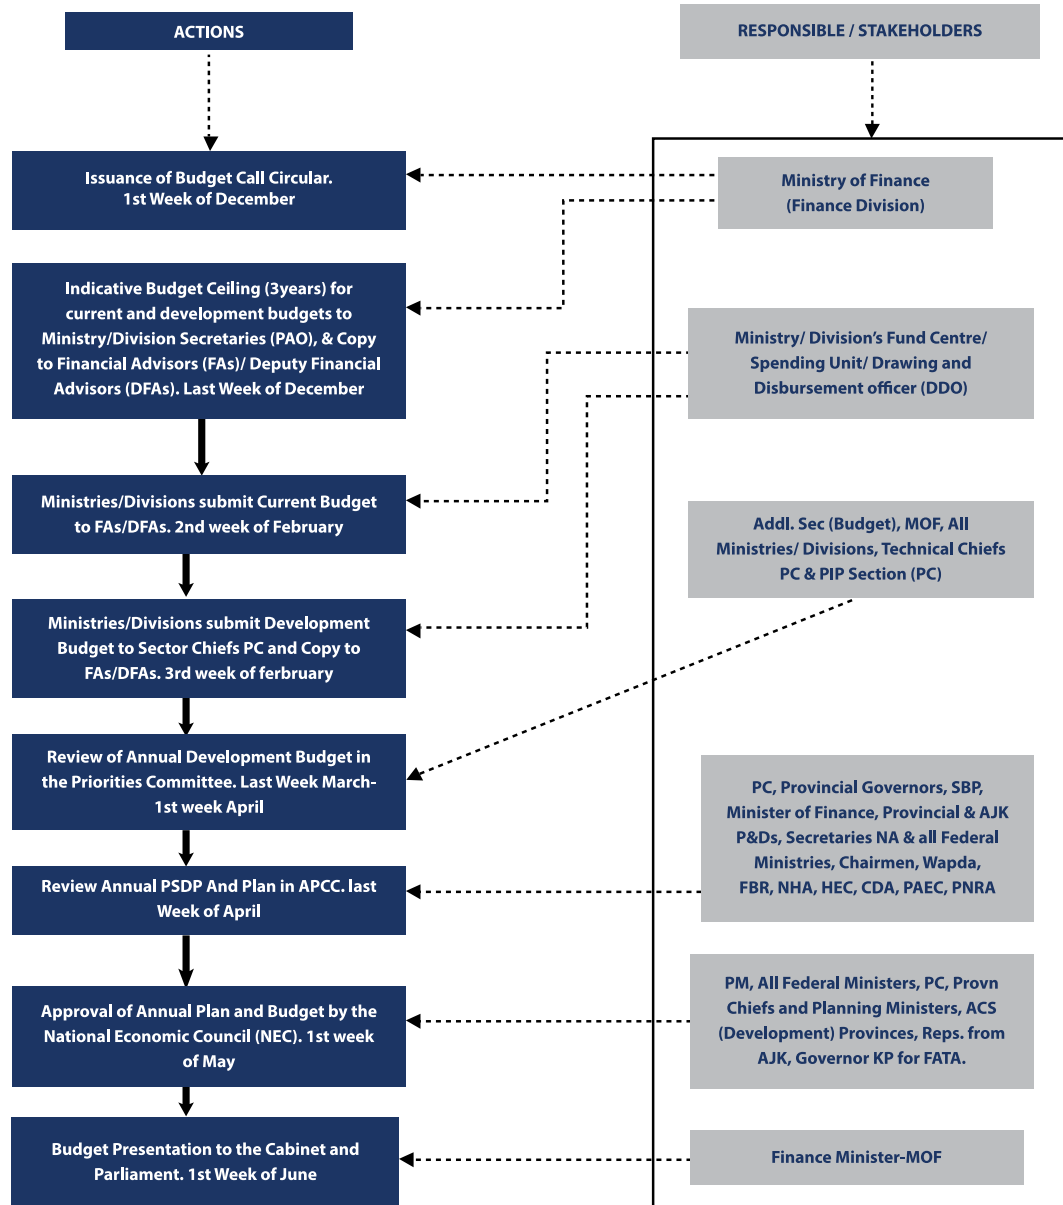 ACTIONS
RESPONSIBLE / STAKEHOLDERS
Issuance of Budget Call Circular.
1st Week of December
Ministry of Finance
(Finance Division)
Indicative Budget Ceiling (3years) for
current and development budgets to
Ministry/Division Secretaries (PAO), & Copy
to Financial Advisors (FAs)/ Deputy Financial
Advisors (DFAs). Last Week of December
Ministry/ Division's Fund Centre/
Spending Unit/ Drawing and
Disbursement officer (DDO)
Ministries/Divisions submit Current Budget
to FAs/DFAs. 2nd week of February
Addl. Sec (Budget), MOF, All
Ministries/ Divisions, Technical Chiefs
PC & PIP Section (PC)
Ministries/Divisions submit Development
Budget to Sector Chiefs PC and Copy to
FAs/DFAs. 3rd week of ferbruary
Review of Annual Development Budget in
the Priorities Committee. Last Week March-
1st week April
PC, Provincial Governors, SBP,
Minister of Finance, Provincial & AJK
P&Ds, Secretaries NA & all Federal
Ministries, Chairmen, Wapda,
FBR, NHA, HEC, CDA, PAEC, PNRA
Review Annual PSDP And Plan in APCC. last
Week of April
PM, All Federal Ministers, PC, Provn
Chiefs and Planning Ministers, ACS
(Development) Provinces, Reps. from
AJK, Governor KP for FATA.
Approval of Annual Plan and Budget by the
National Economic Council (NEC). 1st week
of May
Budget Presentation to the Cabinet and
Parliament. 1st Week of June
Finance Minister-MOF